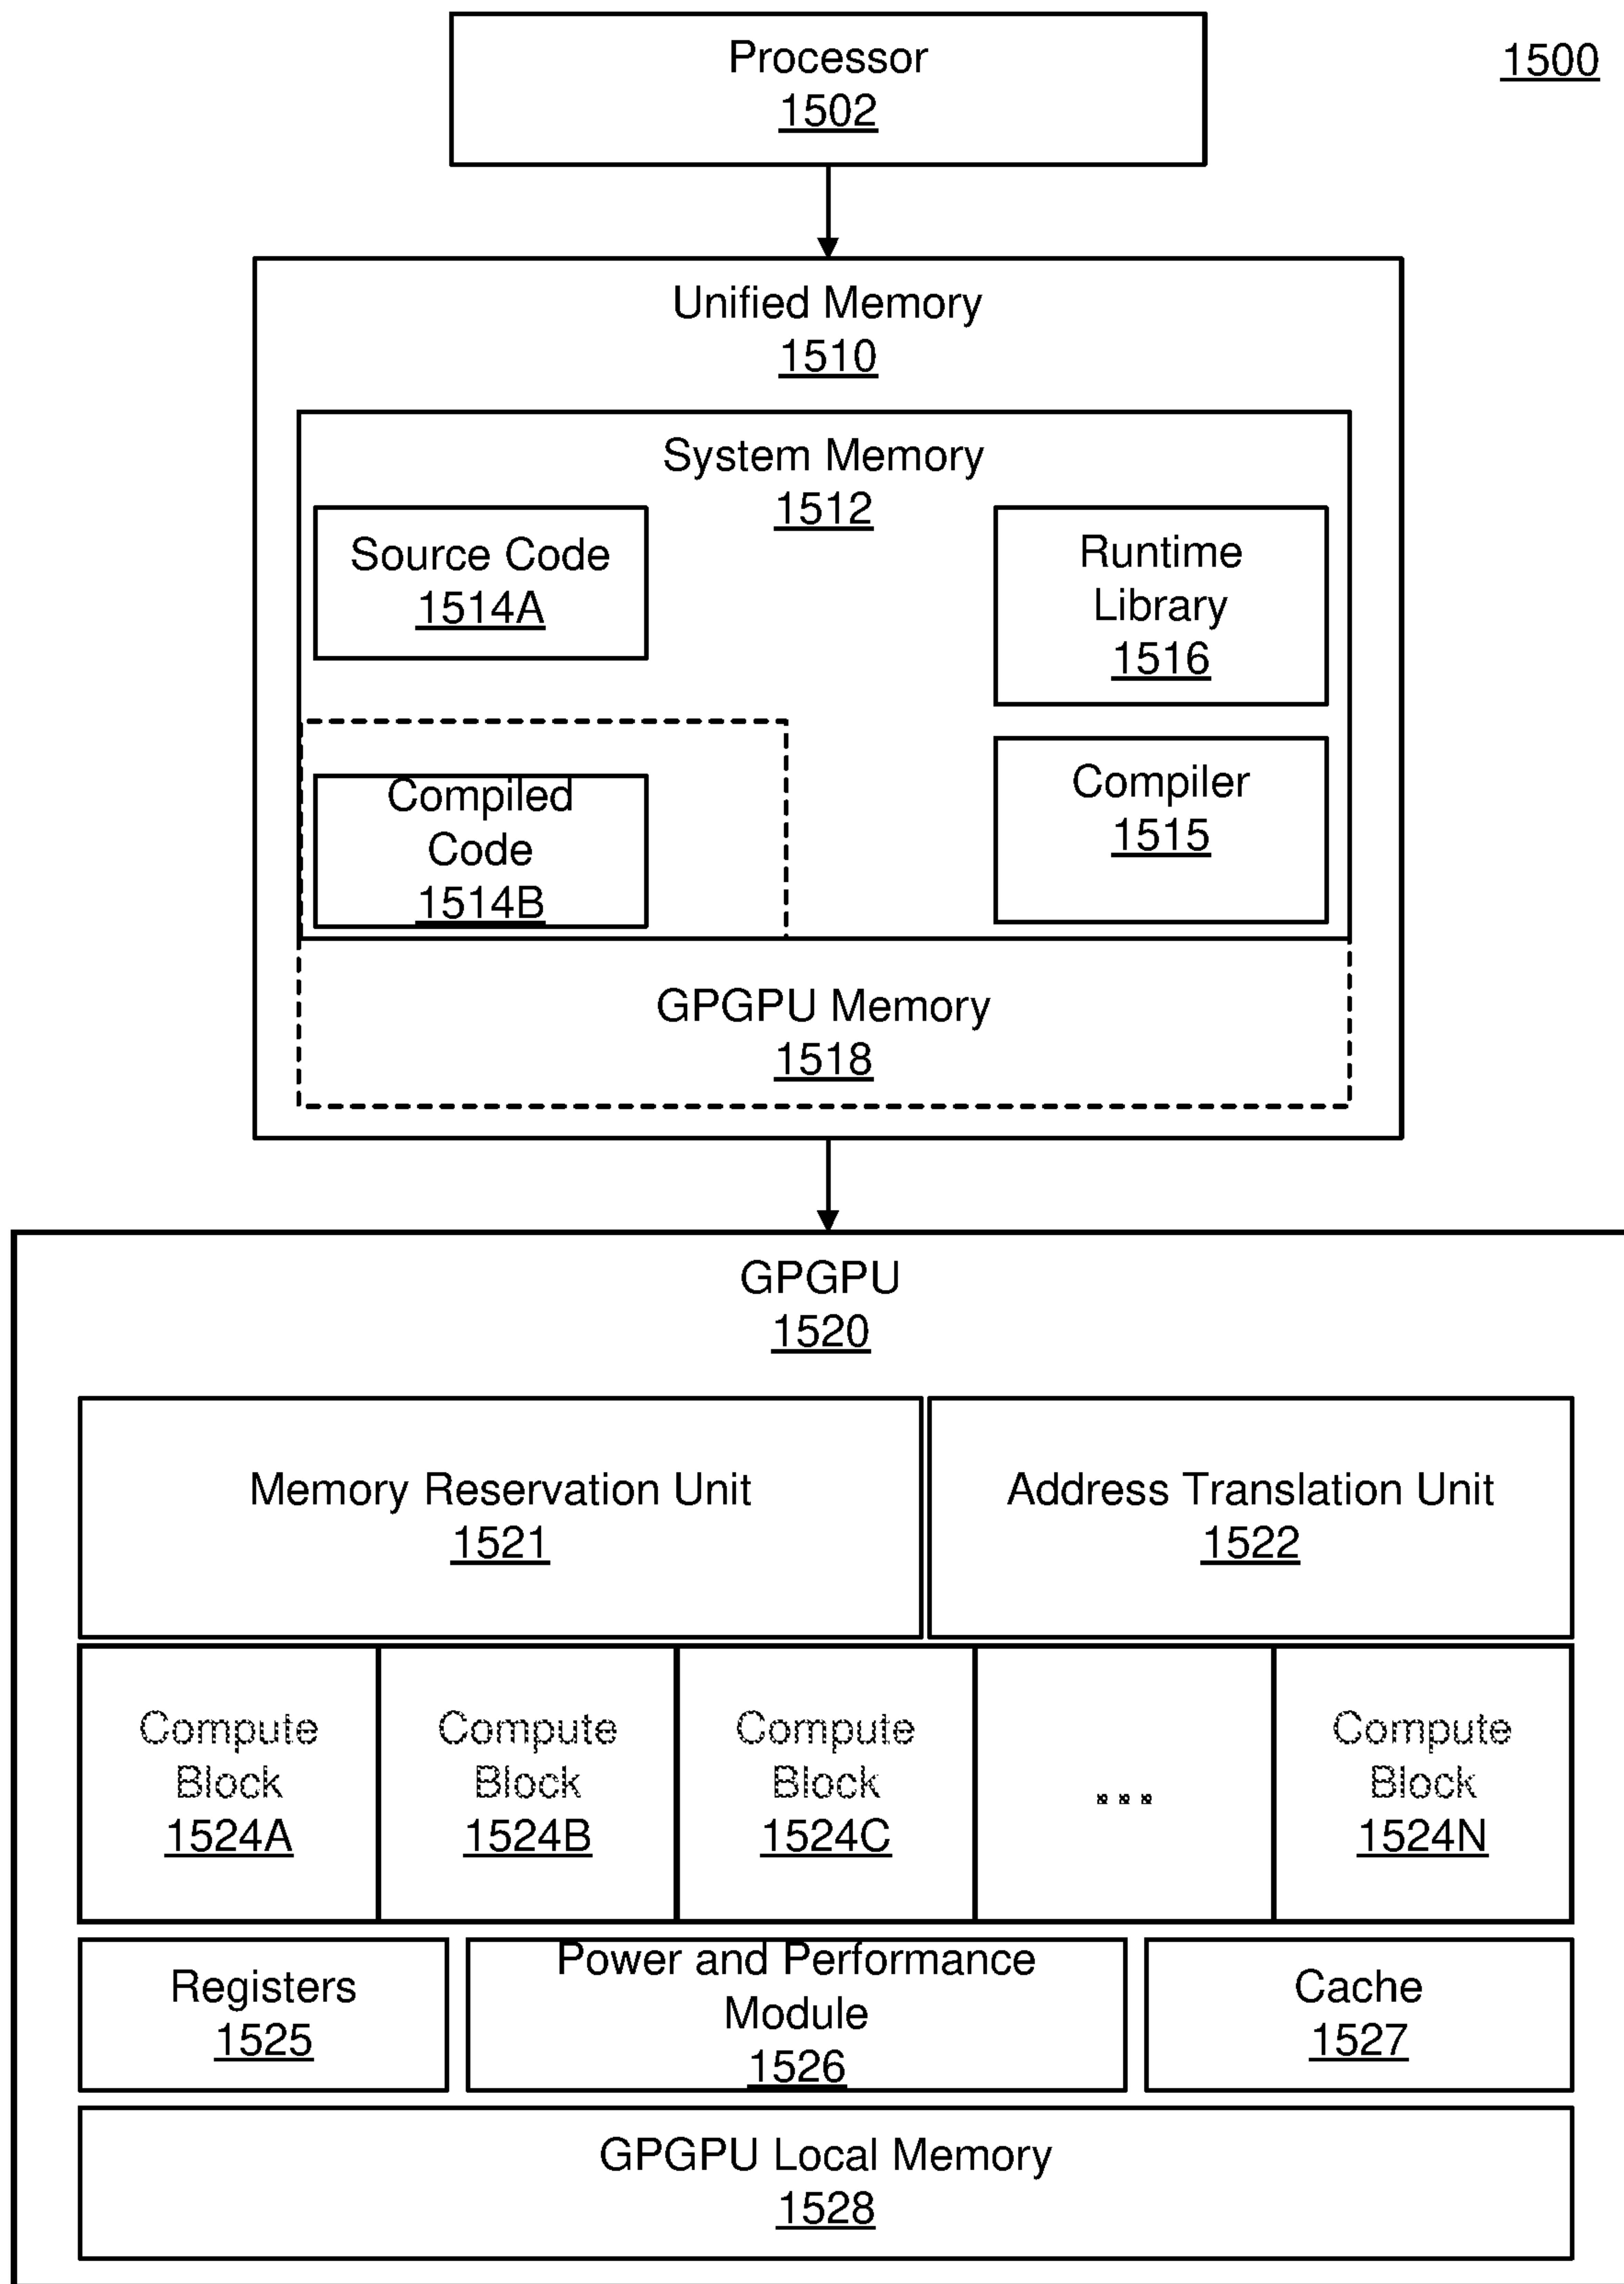 Processor
1502
1500
Unified Memory
1510
System Memory
1512
Source Code
1514A
Runtime
Library
1516
Compiled
Code
1514B
Compiler
1515
GPGPU Memory
1518
GPGPU
1520
Memory Reservation Unit
1521
Address Translation Unit
1522
Compute
Block
1524A
Compute
Block
1524B
Compute
Block
1524C
...
Compute
Block
1524N
Registers
1525
Power and Performance
Module
1526
Cache
1527
GPGPU Local Memory
1528